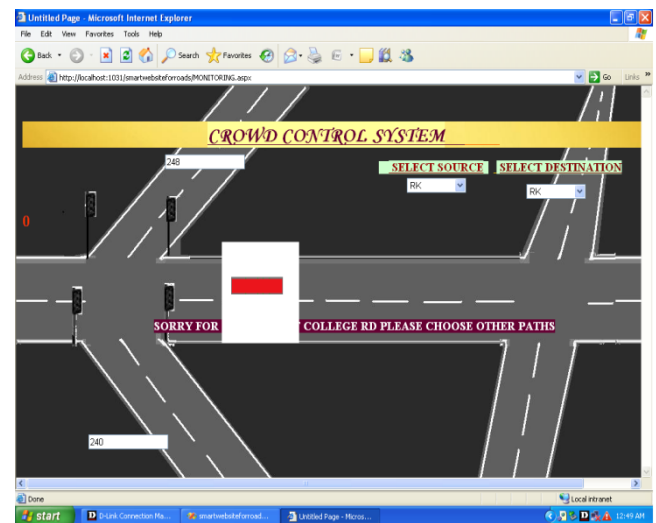 Untitled Page - Microsoft Internet Explorer
File Edit View Favorites Tools Help
Back Search Favorites
Address http://localhost:1031/smartwebsiteforroads/MONITORING.aspx Go Links »
CROWD CONTROL SYSTEM
248
SELECT SOURCE SELECT DESTINATION
RK RK
0
SORRY FOR COLLEGE RD PLEASE CHOOSE OTHER PATHS
240
Done Local intranet
start D-Link Connection Ma... smartwebsiteforroad... Untitled Page - Micros... 12:49 AM